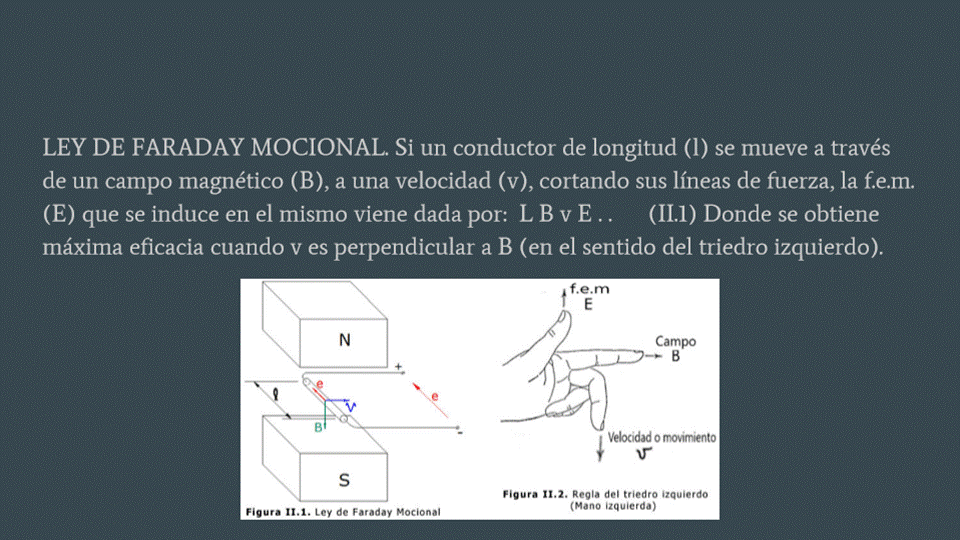 LEY DE FARADAY MOCIONAL. Si un conductor de longitud (l) se mueve a través
de un campo magnético (B), a una velocidad (v), cortando sus líneas de fuerza, la f.e.m.
(E) que se induce en el mismo viene dada por: L B v E . . (II.1) Donde se obtiene
máxima eficacia cuando v es perpendicular a B (en el sentido del triedro izquierdo).
N
+
e
ℓ
V
e
B
-
S
Figura II.1. Ley de Faraday Mocional
f.e.m
E
Campo
B
Velocidad o movimiento
v
Figura II.2. Regla del triedro izquierdo
(Mano izquierda)